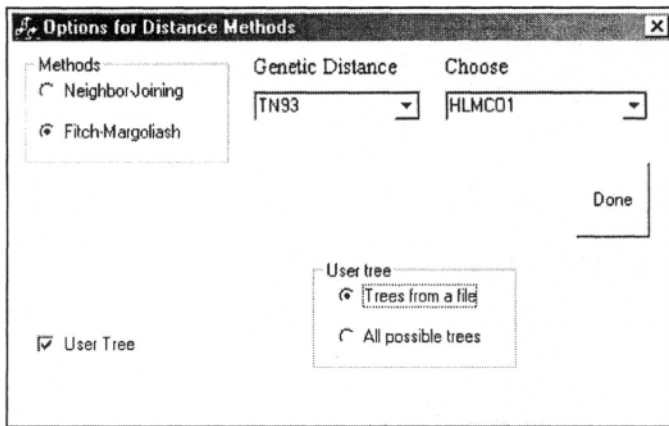 Options for Distance Methods
Methods
Neighbor-Joining
Fitch-Margoliash
Genetic Distance
TN93
Choose
HLMCO1
Done
User tree
Trees from a file
All possible trees
User Tree